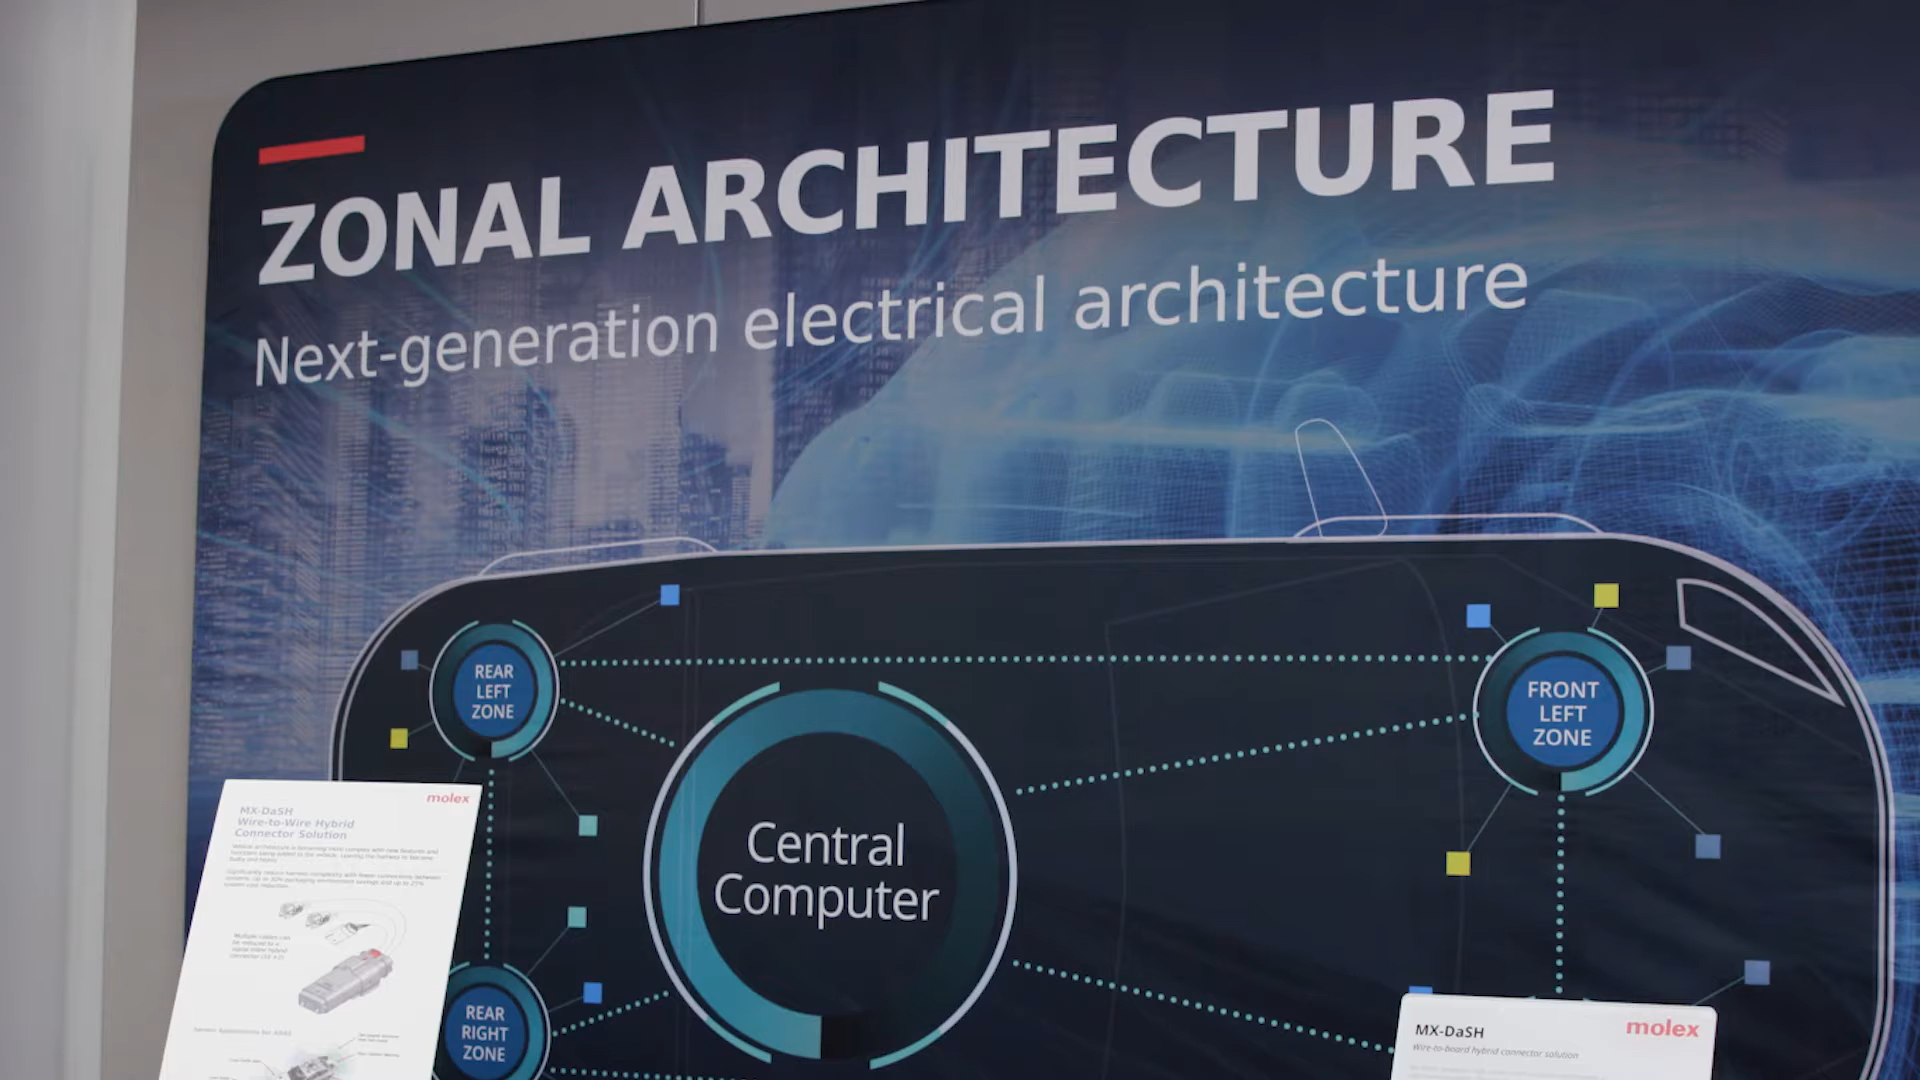 ZONAL ARCHITECTURE
Next-generation electrical architecture
REAR
LEFT
ZONE
FRONT
LEFT
ZONE
Central
Computer
REAR
RIGHT
ZONE
molex
MX-DaSH
Wire-to-Wire Hybrid
Connector Solution
molex
MX-DaSH
Wire-to-board hybrid connector solution